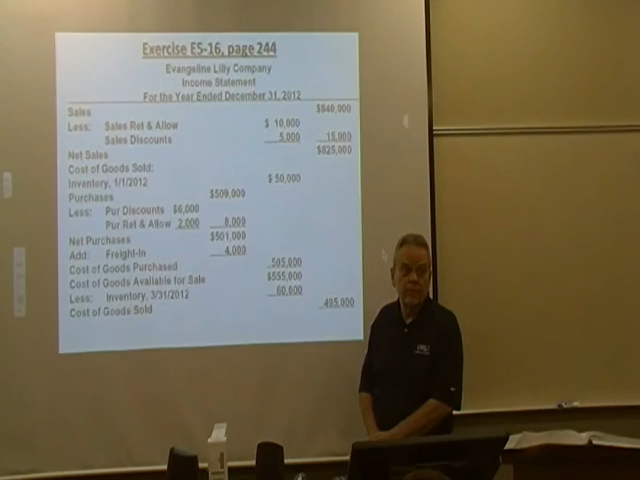 Exercise E5-16, page 244
Evangeline Lilly Company
Income Statement
For the Year Ended December 31, 2012
Sales $840,000
Less: Sales Ret & Allow $ 10,000
Sales Discounts 5,000 15,000
Net Sales $825,000
Cost of Goods Sold:
Inventory, 1/1/2012 $ 50,000
Purchases $509,000
Less: Pur Discounts $6,000
Pur Ret & Allow 2,000 8,000
Net Purchases $501,000
Add: Freight-In 4,000
Cost of Goods Purchased 505,000
Cost of Goods Available for Sale $555,000
Less: Inventory, 3/31/2012 60,000
Cost of Goods Sold 495,000